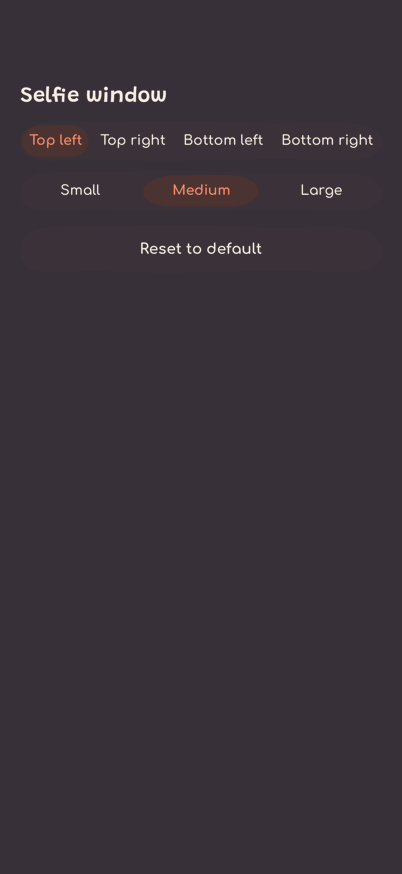 Selfie window
Top left Top right Bottom left Bottom right
Small Medium Large
Reset to default